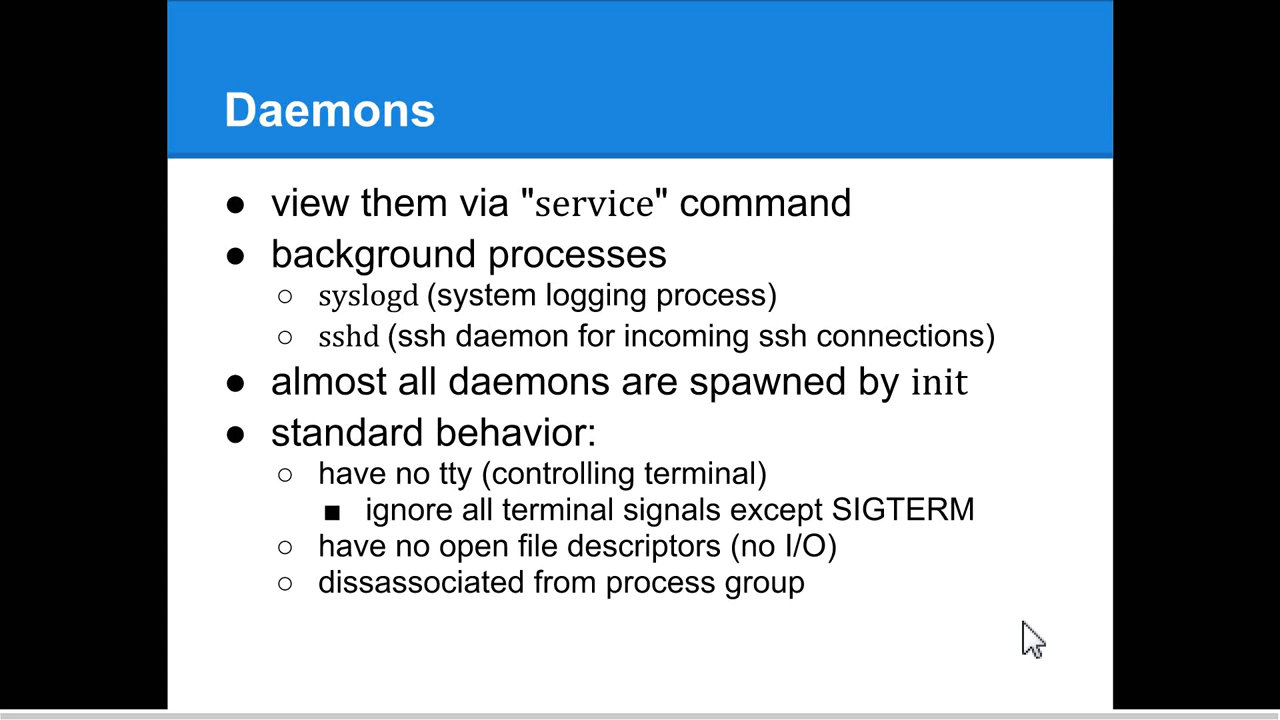 Daemons
● view them via "service" command
● background processes
○ syslogd (system logging process)
○ sshd (ssh daemon for incoming ssh connections)
● almost all daemons are spawned by init
● standard behavior:
○ have no tty (controlling terminal)
■ ignore all terminal signals except SIGTERM
○ have no open file descriptors (no I/O)
○ dissassociated from process group